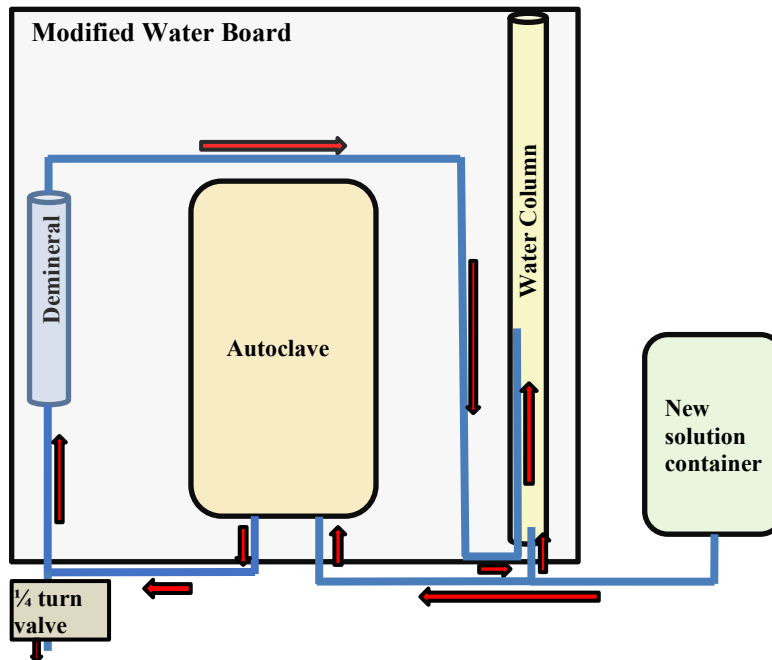 Modified Water Board
Demineral
Autoclave
Water Column
New
solution
container
¼ turn
valve